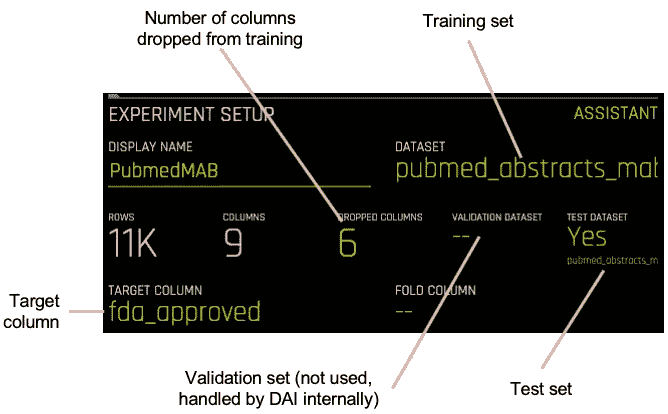 Number of columns
dropped from training
Training set
EXPERIMENT SETUP
ASSISTANT
DISPLAY NAME
DATASET
PubmedMAB
pubmed_abstracts_mab
ROWS
COLUMNS
DROPPED COLUMNS
VALIDATION DATASET
TEST DATASET
11K
9
6
--
Yes
pubmed_abstracts_m
TARGET COLUMN
FOLD COLUMN
fda_approved
--
Target
column
Validation set (not used,
handled by DAI internally)
Test set